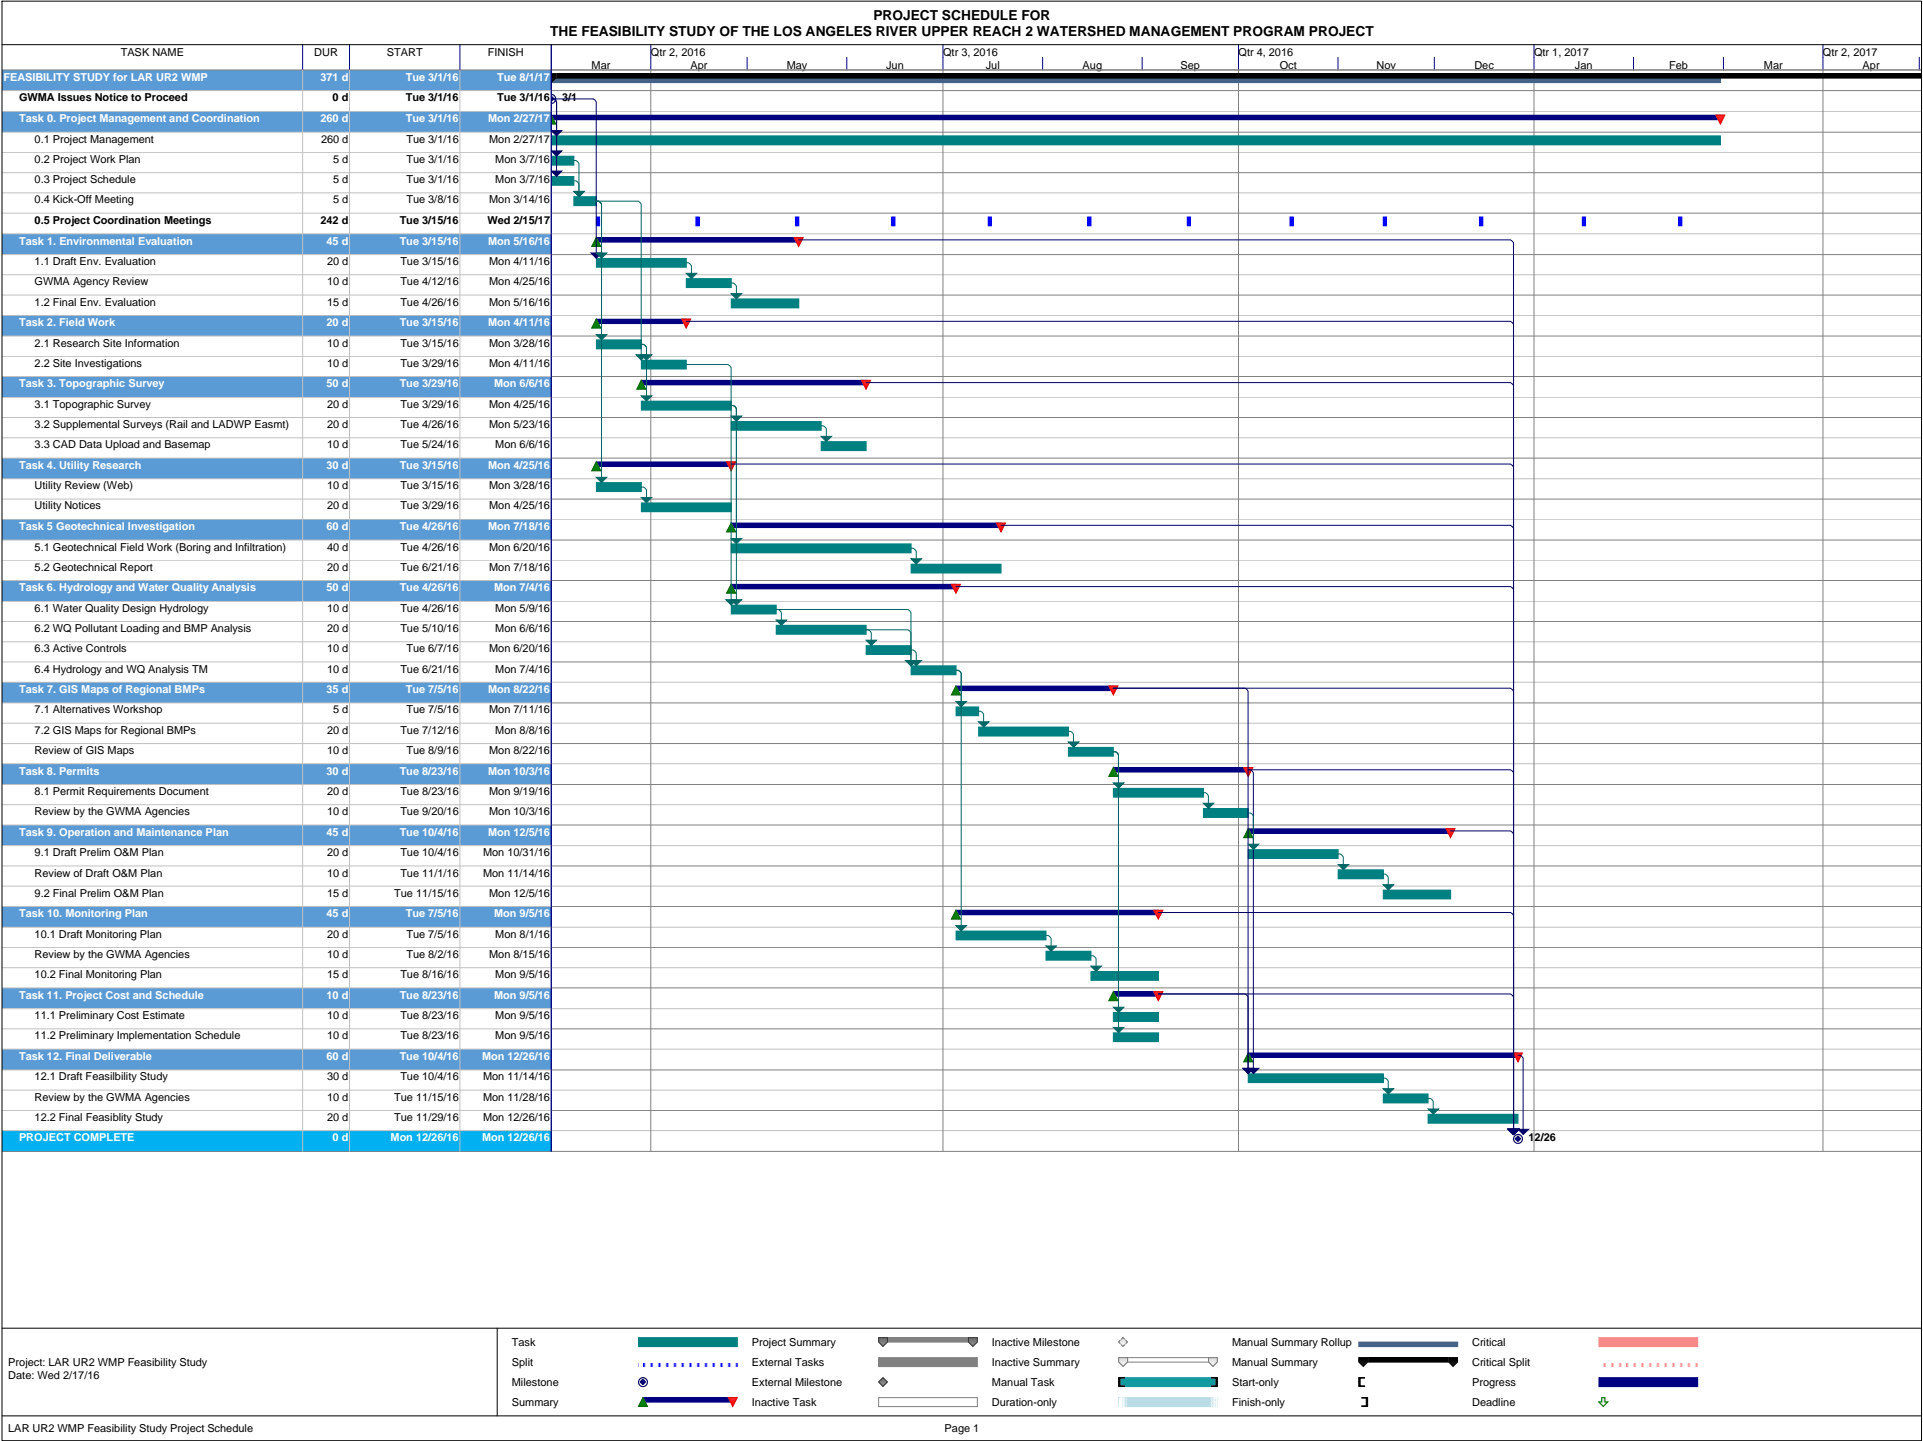 PROJECT SCHEDULE FOR
THE FEASIBILITY STUDY OF THE LOS ANGELES RIVER UPPER REACH 2 WATERSHED MANAGEMENT PROGRAM PROJECT
TASK NAME DUR START FINISH Qtr 2, 2016 Qtr 3, 2016 Qtr 4, 2016 Qtr 1, 2017 Qtr 2, 2017
Mar Apr May Jun Jul Aug Sep Oct Nov Dec Jan Feb Mar Apr
FEASIBILITY STUDY for LAR UR2 WMP 371 d Tue 3/1/16 Tue 8/1/17
GWMA Issues Notice to Proceed 0 d Tue 3/1/16 Tue 3/1/16 3/1
Task 0. Project Management and Coordination 260 d Tue 3/1/16 Mon 2/27/17
0.1 Project Management 260 d Tue 3/1/16 Mon 2/27/17
0.2 Project Work Plan 5 d Tue 3/1/16 Mon 3/7/16
0.3 Project Schedule 5 d Tue 3/1/16 Mon 3/7/16
0.4 Kick-Off Meeting 5 d Tue 3/8/16 Mon 3/14/16
0.5 Project Coordination Meetings 242 d Tue 3/15/16 Wed 2/15/17
Task 1. Environmental Evaluation 45 d Tue 3/15/16 Mon 5/16/16
1.1 Draft Env. Evaluation 20 d Tue 3/15/16 Mon 4/11/16
GWMA Agency Review 10 d Tue 4/12/16 Mon 4/25/16
1.2 Final Env. Evaluation 15 d Tue 4/26/16 Mon 5/16/16
Task 2. Field Work 20 d Tue 3/15/16 Mon 4/11/16
2.1 Research Site Information 10 d Tue 3/15/16 Mon 3/28/16
2.2 Site Investigations 10 d Tue 3/29/16 Mon 4/11/16
Task 3. Topographic Survey 50 d Tue 3/29/16 Mon 6/6/16
3.1 Topographic Survey 20 d Tue 3/29/16 Mon 4/25/16
3.2 Supplemental Surveys (Rail and LADWP Easmt) 20 d Tue 4/26/16 Mon 5/23/16
3.3 CAD Data Upload and Basemap 10 d Tue 5/24/16 Mon 6/6/16
Task 4. Utility Research 30 d Tue 3/15/16 Mon 4/25/16
Utility Review (Web) 10 d Tue 3/15/16 Mon 3/28/16
Utility Notices 20 d Tue 3/29/16 Mon 4/25/16
Task 5 Geotechnical Investigation 60 d Tue 4/26/16 Mon 7/18/16
5.1 Geotechnical Field Work (Boring and Infiltration) 40 d Tue 4/26/16 Mon 6/20/16
5.2 Geotechnical Report 20 d Tue 6/21/16 Mon 7/18/16
Task 6. Hydrology and Water Quality Analysis 50 d Tue 4/26/16 Mon 7/4/16
6.1 Water Quality Design Hydrology 10 d Tue 4/26/16 Mon 5/9/16
6.2 WQ Pollutant Loading and BMP Analysis 20 d Tue 5/10/16 Mon 6/6/16
6.3 Active Controls 10 d Tue 6/7/16 Mon 6/20/16
6.4 Hydrology and WQ Analysis TM 10 d Tue 6/21/16 Mon 7/4/16
Task 7. GIS Maps of Regional BMPs 35 d Tue 7/5/16 Mon 8/22/16
7.1 Alternatives Workshop 5 d Tue 7/5/16 Mon 7/11/16
7.2 GIS Maps for Regional BMPs 20 d Tue 7/12/16 Mon 8/8/16
Review of GIS Maps 10 d Tue 8/9/16 Mon 8/22/16
Task 8. Permits 30 d Tue 8/23/16 Mon 10/3/16
8.1 Permit Requirements Document 20 d Tue 8/23/16 Mon 9/19/16
Review by the GWMA Agencies 10 d Tue 9/20/16 Mon 10/3/16
Task 9. Operation and Maintenance Plan 45 d Tue 10/4/16 Mon 12/5/16
9.1 Draft Prelim O&M Plan 20 d Tue 10/4/16 Mon 10/31/16
Review of Draft O&M Plan 10 d Tue 11/1/16 Mon 11/14/16
9.2 Final Prelim O&M Plan 15 d Tue 11/15/16 Mon 12/5/16
Task 10. Monitoring Plan 45 d Tue 7/5/16 Mon 9/5/16
10.1 Draft Monitoring Plan 20 d Tue 7/5/16 Mon 8/1/16
Review by the GWMA Agencies 10 d Tue 8/2/16 Mon 8/15/16
10.2 Final Monitoring Plan 15 d Tue 8/16/16 Mon 9/5/16
Task 11. Project Cost and Schedule 10 d Tue 8/23/16 Mon 9/5/16
11.1 Preliminary Cost Estimate 10 d Tue 8/23/16 Mon 9/5/16
11.2 Preliminary Implementation Schedule 10 d Tue 8/23/16 Mon 9/5/16
Task 12. Final Deliverable 60 d Tue 10/4/16 Mon 12/26/16
12.1 Draft Feasilbility Study 30 d Tue 10/4/16 Mon 11/14/16
Review by the GWMA Agencies 10 d Tue 11/15/16 Mon 11/28/16
12.2 Final Feasiblity Study 20 d Tue 11/29/16 Mon 12/26/16
PROJECT COMPLETE 0 d Mon 12/26/16 Mon 12/26/16 12/26
Project: LAR UR2 WMP Feasibility Study
Date: Wed 2/17/16
Task Project Summary Inactive Milestone Manual Summary Rollup Critical
Split External Tasks Inactive Summary Manual Summary Critical Split
Milestone External Milestone Manual Task Start-only Progress
Summary Inactive Task Duration-only Finish-only Deadline
LAR UR2 WMP Feasibility Study Project Schedule Page 1